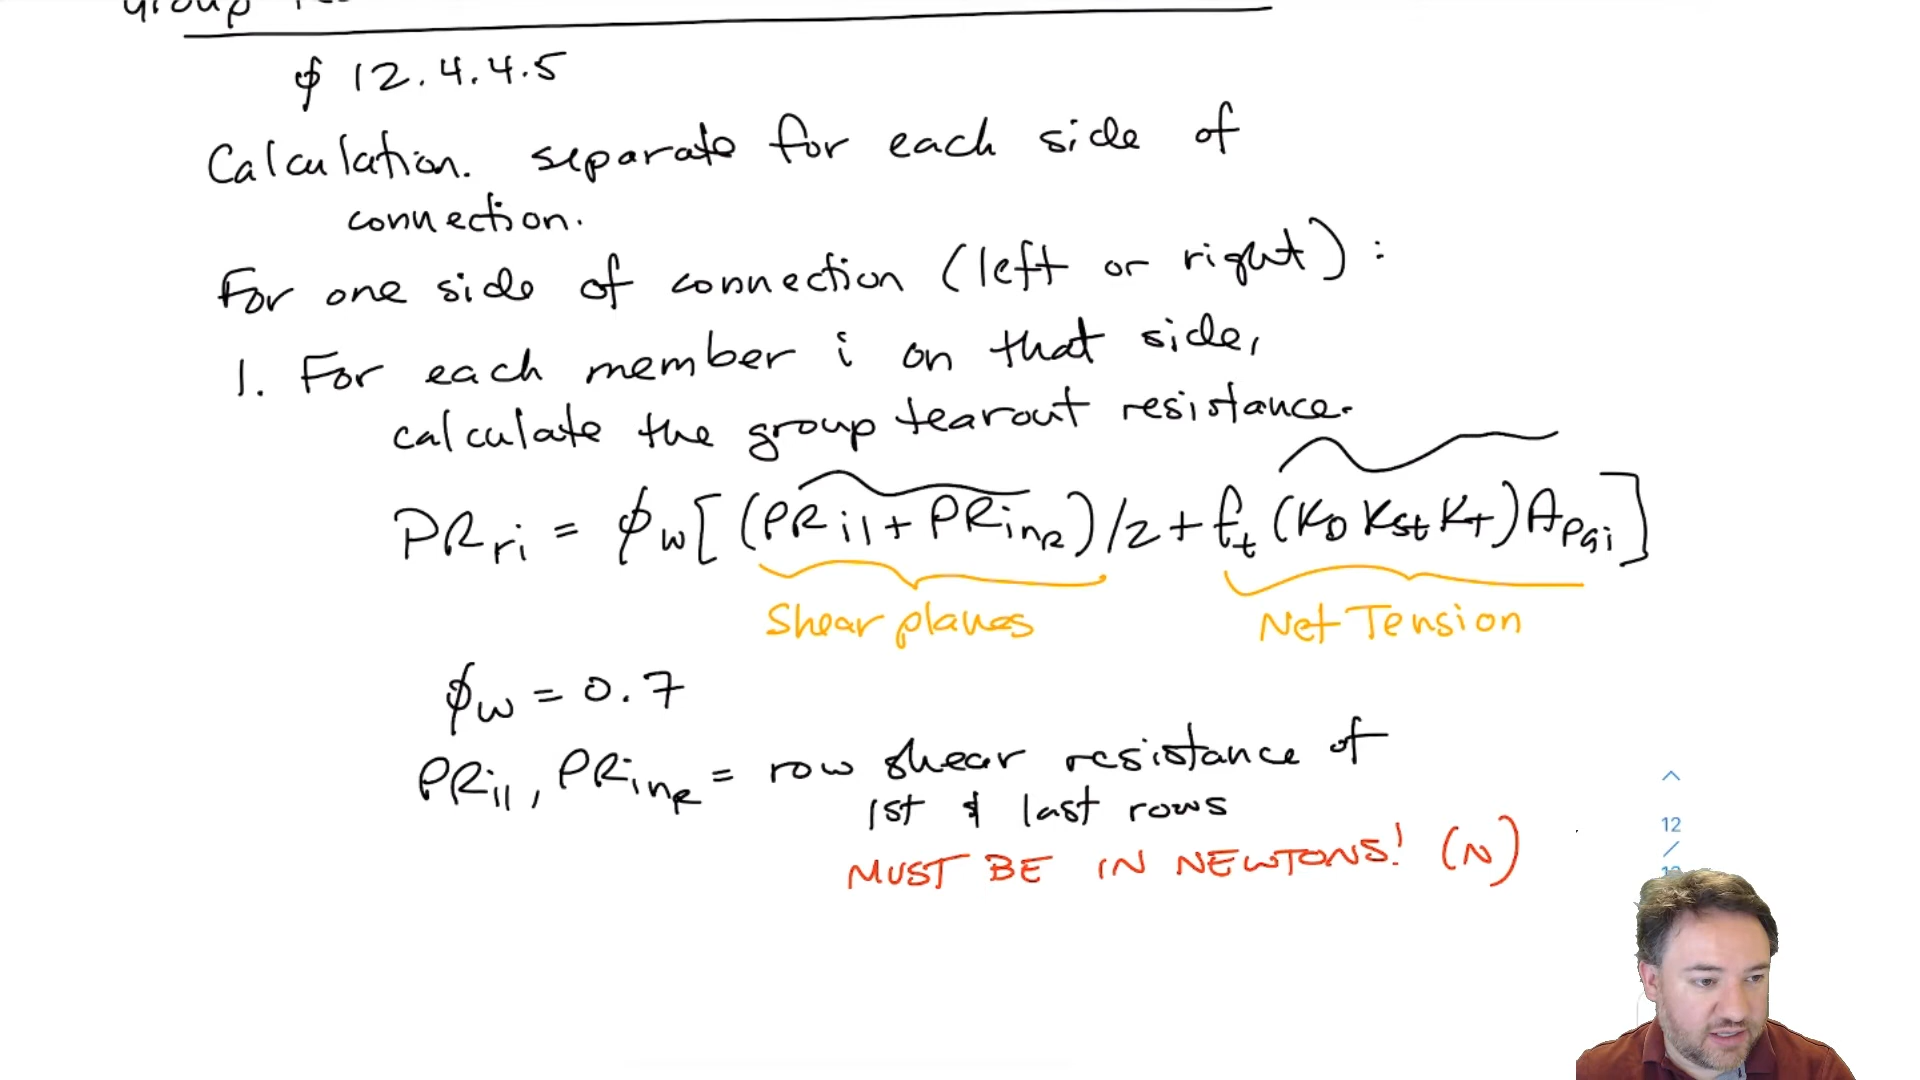 group
§ 12.4.4.5
Calculation. separate for each side of
connection.
For one side of connection (left or right):
1. For each member i on that side,
calculate the group tearout resistance.
PRri = ϕw[(PRi1 + PRinR)/2 + ft (KD KSt KT) APGi]
Shear planes
Net Tension
ϕw = 0.7
PRi1, PRinR = row shear resistance of
1st & last rows
MUST BE IN NEWTONS! (N)
12
/